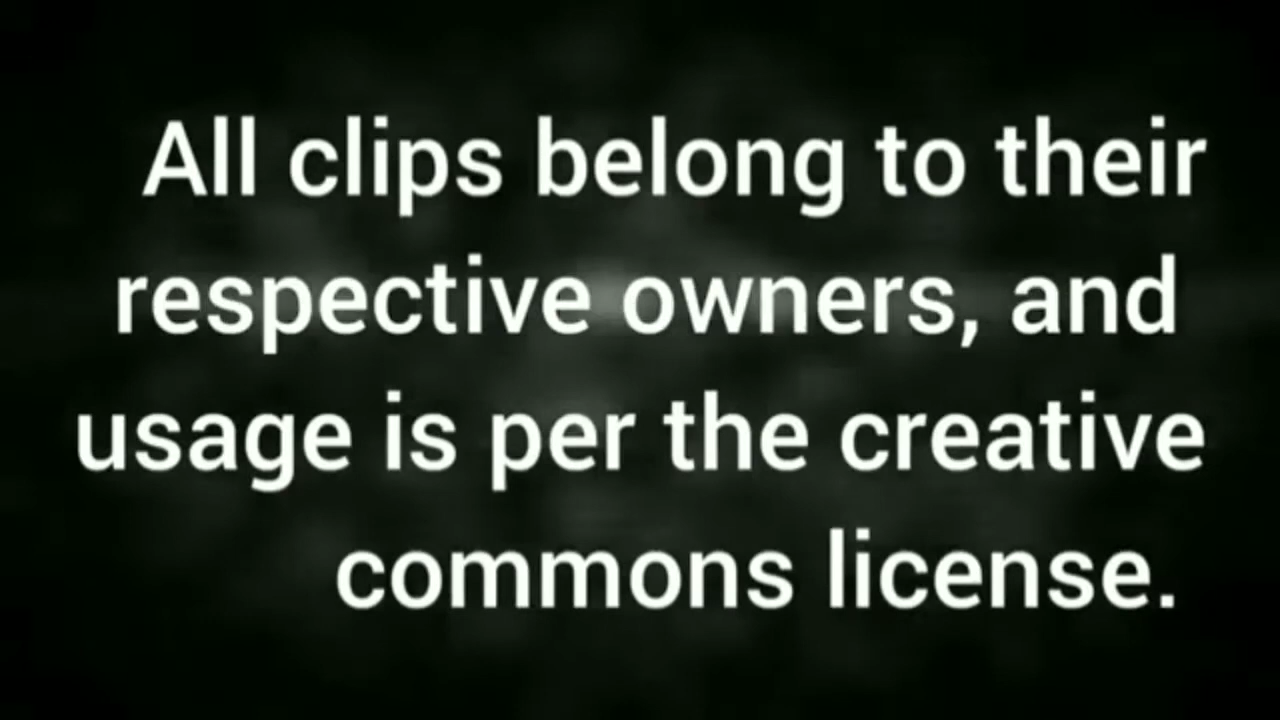 All clips belong to their
respective owners, and
usage is per the creative
commons license.